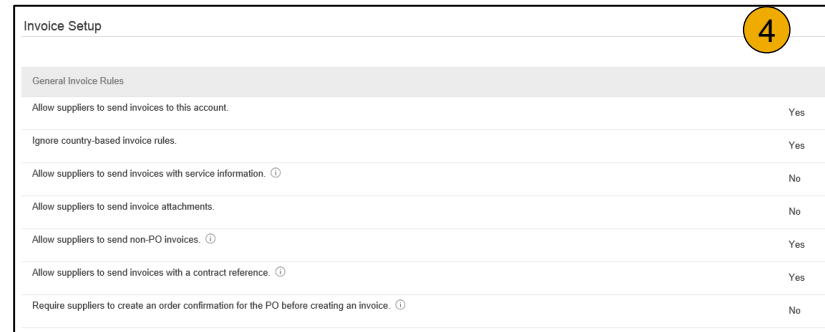 Invoice Setup
4
General Invoice Rules
Allow suppliers to send invoices to this account. Yes
Ignore country-based invoice rules. Yes
Allow suppliers to send invoices with service information. ⓘ No
Allow suppliers to send invoice attachments. No
Allow suppliers to send non-PO invoices. ⓘ Yes
Allow suppliers to send invoices with a contract reference. ⓘ Yes
Require suppliers to create an order confirmation for the PO before creating an invoice. ⓘ No